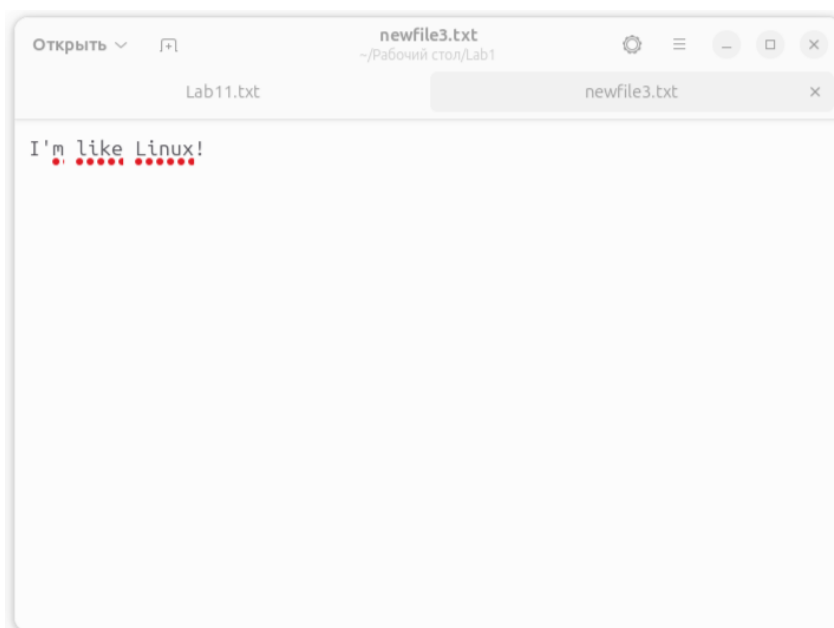 Открыть
newfile3.txt
~/Рабочий стол/Lab1
Lab11.txt
newfile3.txt
I'm like Linux!